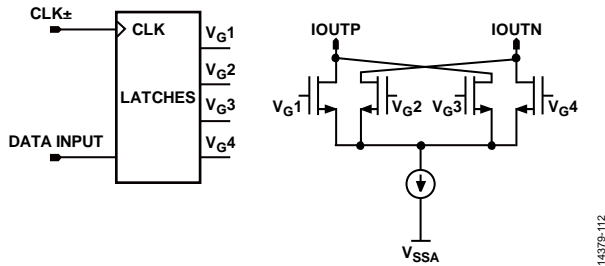 CLK±
CLK
VG1
VG2
LATCHES
VG3
DATA INPUT
VG4
IOUTP
IOUTN
VG1
VG2
VG3
VG4
VSSA
14379-112